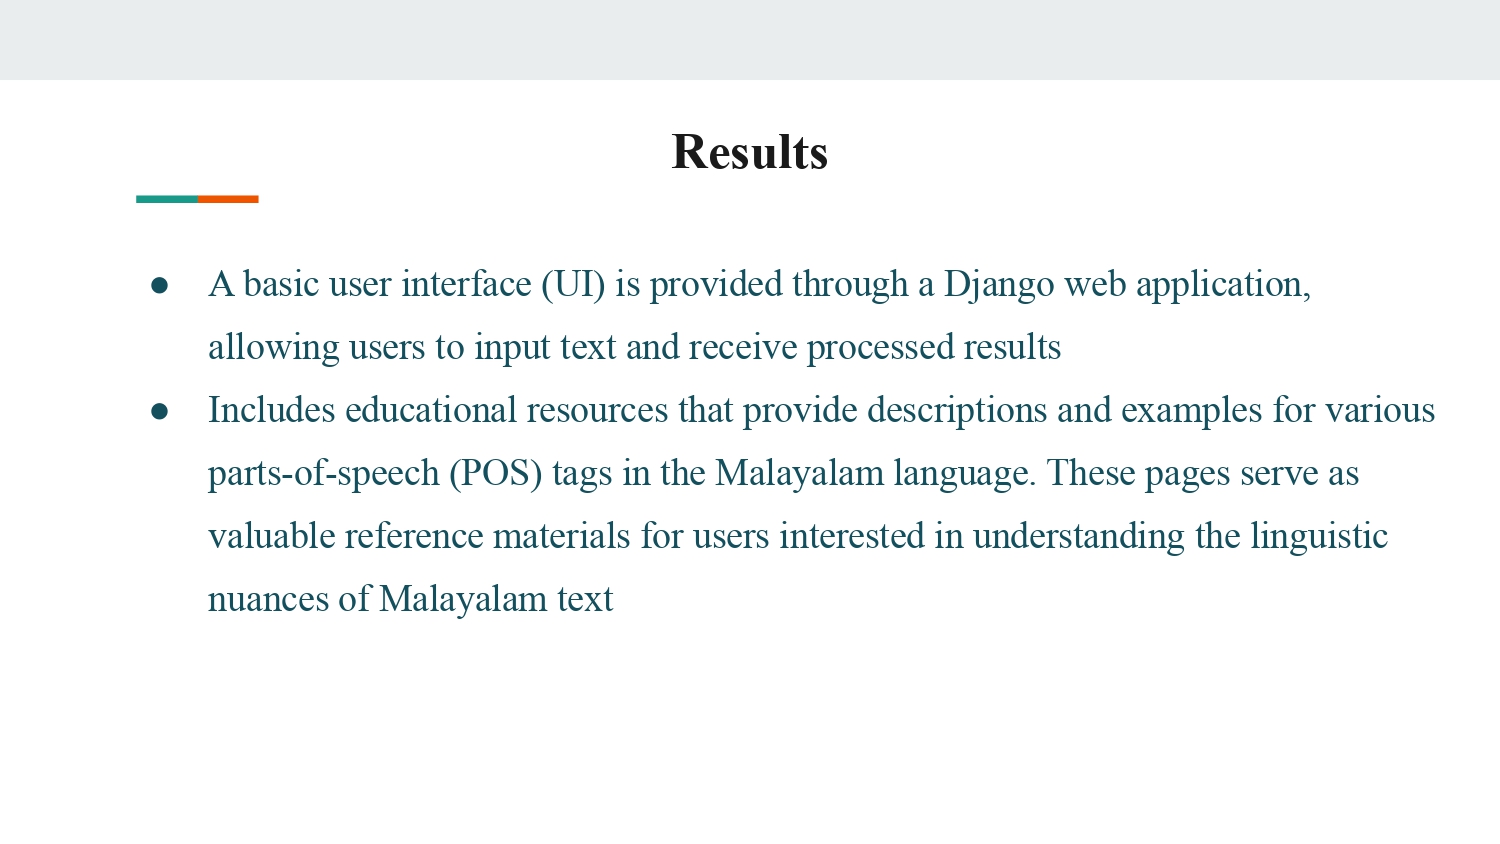 Results
● A basic user interface (UI) is provided through a Django web application,
allowing users to input text and receive processed results
● Includes educational resources that provide descriptions and examples for various
parts-of-speech (POS) tags in the Malayalam language. These pages serve as
valuable reference materials for users interested in understanding the linguistic
nuances of Malayalam text